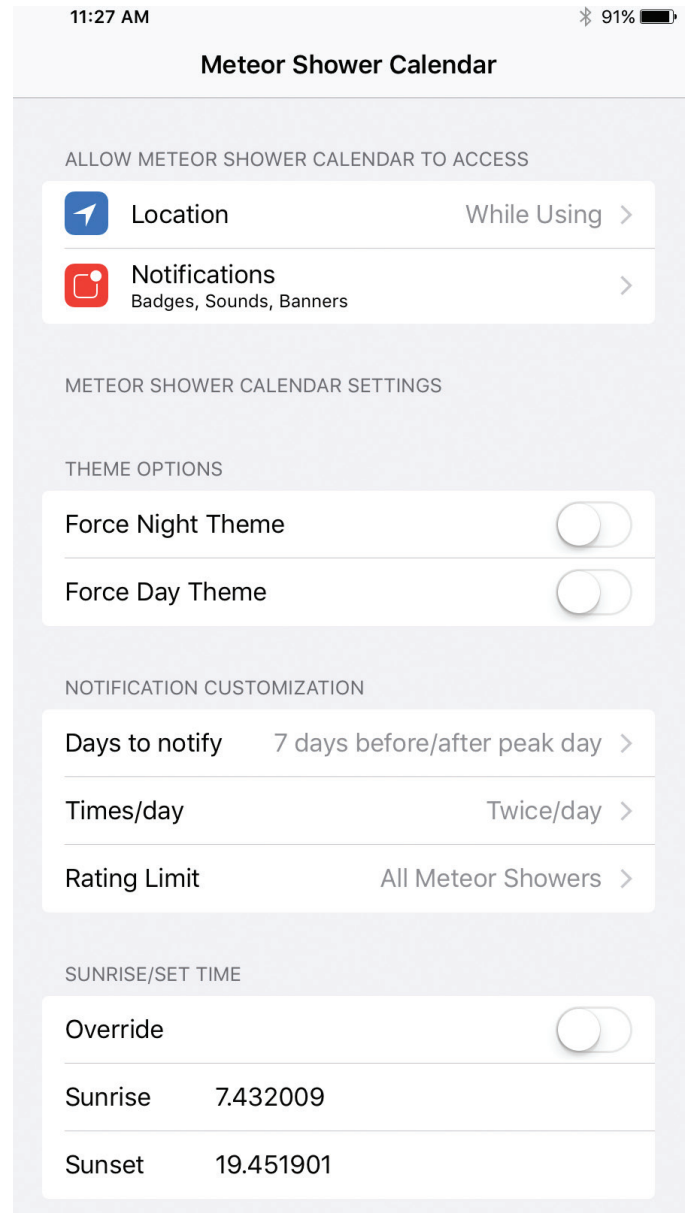 11:27 AM 91%
Meteor Shower Calendar
ALLOW METEOR SHOWER CALENDAR TO ACCESS
Location While Using
Notifications
Badges, Sounds, Banners
METEOR SHOWER CALENDAR SETTINGS
THEME OPTIONS
Force Night Theme
Force Day Theme
NOTIFICATION CUSTOMIZATION
Days to notify 7 days before/after peak day
Times/day Twice/day
Rating Limit All Meteor Showers
SUNRISE/SET TIME
Override
Sunrise 7.432009
Sunset 19.451901